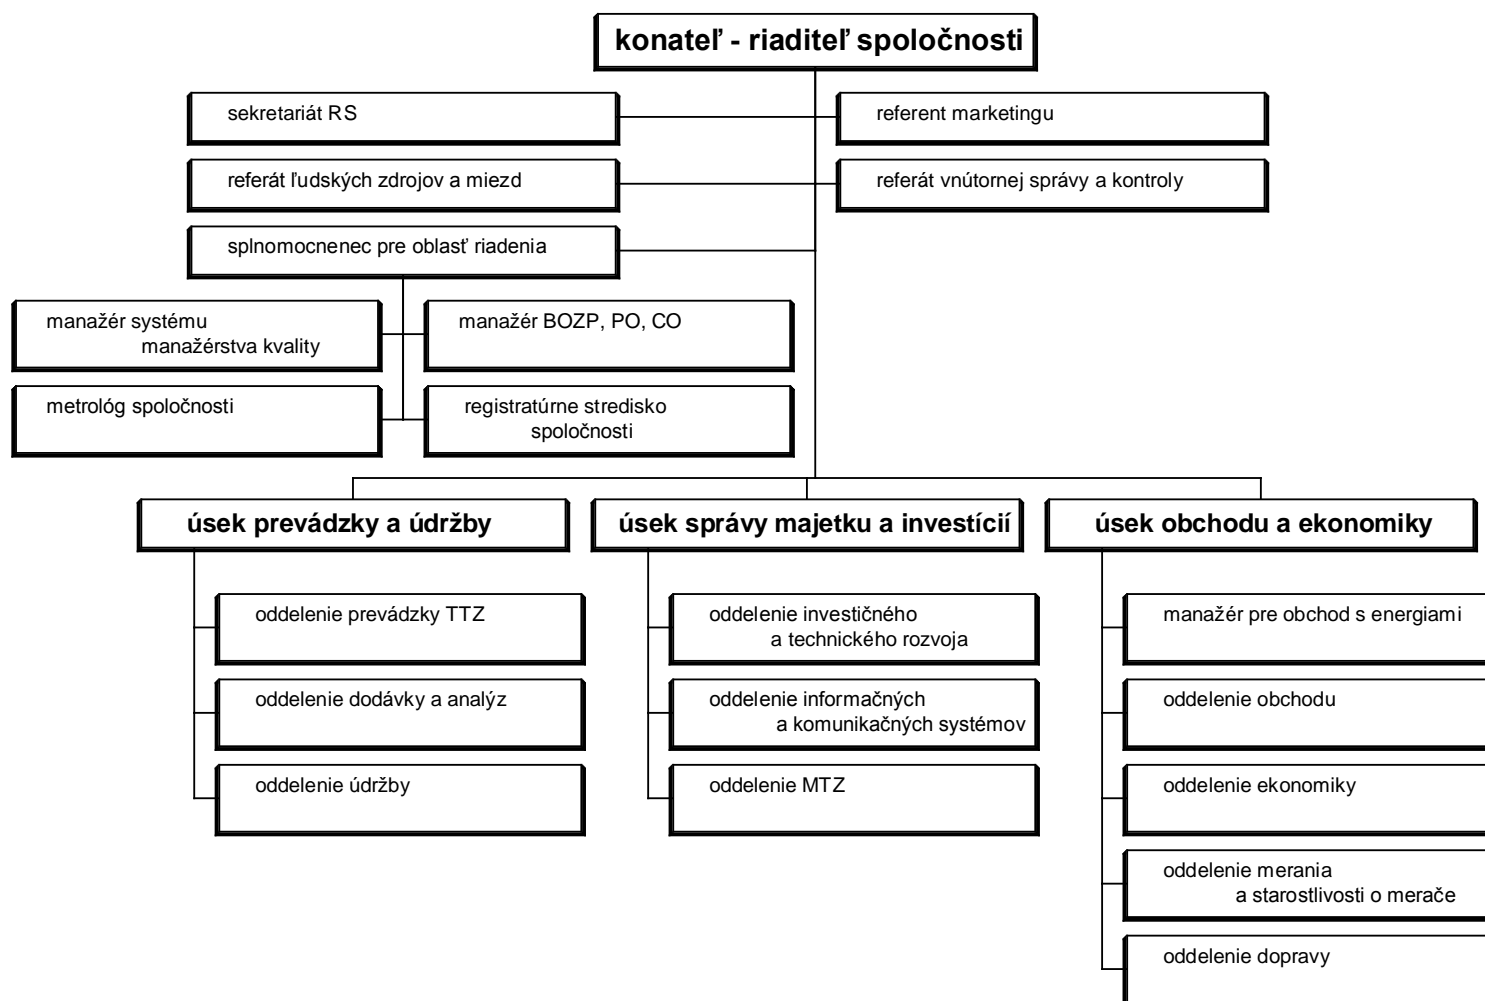 konateľ - riaditeľ spoločnosti
sekretariát RS
referent marketingu
referát ľudských zdrojov a miezd
referát vnútornej správy a kontroly
splnomocnenec pre oblasť riadenia
manažér systému
manažérstva kvality
manažér BOZP, PO, CO
metrológ spoločnosti
registratúrne stredisko
spoločnosti
úsek prevádzky a údržby
úsek správy majetku a investícií
úsek obchodu a ekonomiky
oddelenie prevádzky TTZ
oddelenie investičného
a technického rozvoja
manažér pre obchod s energiami
oddelenie dodávky a analýz
oddelenie informačných
a komunikačných systémov
oddelenie obchodu
oddelenie údržby
oddelenie MTZ
oddelenie ekonomiky
oddelenie merania
a starostlivosti o merače
oddelenie dopravy